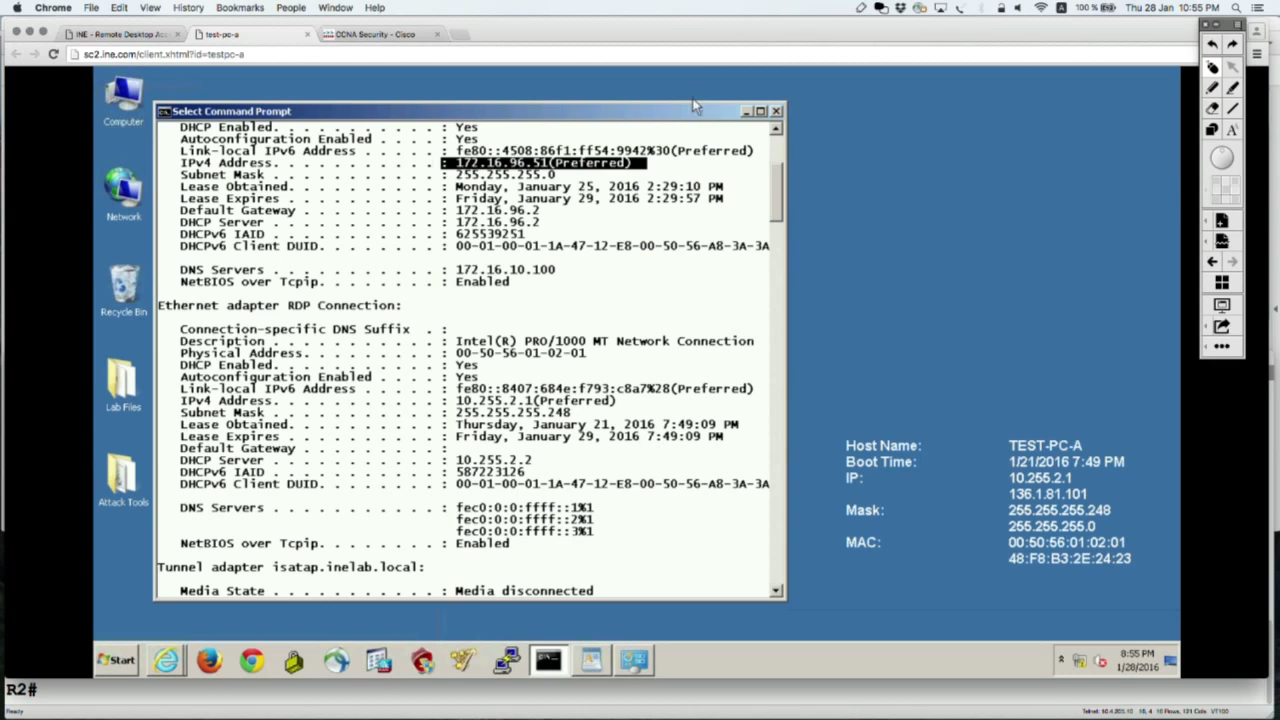 Chrome File Edit View History Bookmarks People Window Help 100 % Thu 28 Jan 10:55 PM
INE - Remote Desktop Acc test-pc-a CCNA Security - Cisco
sc2.ine.com/client.xhtml?id=testpc-a
Computer
Network
Recycle Bin
Lab Files
Attack Tools
Select Command Prompt
DHCP Enabled. . . . . . . . . . . : Yes
Autoconfiguration Enabled . . . . : Yes
Link-local IPv6 Address . . . . . : fe80::4508:86f1:ff54:9942%30(Preferred)
IPv4 Address. . . . . . . . . . . : 172.16.96.51(Preferred)
Subnet Mask . . . . . . . . . . . : 255.255.255.0
Lease Obtained. . . . . . . . . . : Monday, January 25, 2016 2:29:10 PM
Lease Expires . . . . . . . . . . : Friday, January 29, 2016 2:29:57 PM
Default Gateway . . . . . . . . . : 172.16.96.2
DHCP Server . . . . . . . . . . . : 172.16.96.2
DHCPv6 IAID . . . . . . . . . . . : 625539251
DHCPv6 Client DUID. . . . . . . . : 00-01-00-01-1A-47-12-E8-00-50-56-A8-3A-3A
DNS Servers . . . . . . . . . . . : 172.16.10.100
NetBIOS over Tcpip. . . . . . . . : Enabled
Ethernet adapter RDP Connection:
Connection-specific DNS Suffix . :
Description . . . . . . . . . . . : Intel(R) PRO/1000 MT Network Connection
Physical Address. . . . . . . . . : 00-50-56-01-02-01
DHCP Enabled. . . . . . . . . . . : Yes
Autoconfiguration Enabled . . . . : Yes
Link-local IPv6 Address . . . . . : fe80::8407:684e:f793:c8a7%28(Preferred)
IPv4 Address. . . . . . . . . . . : 10.255.2.1(Preferred)
Subnet Mask . . . . . . . . . . . : 255.255.255.248
Lease Obtained. . . . . . . . . . : Thursday, January 21, 2016 7:49:09 PM
Lease Expires . . . . . . . . . . : Friday, January 29, 2016 7:49:09 PM
Default Gateway . . . . . . . . . :
DHCP Server . . . . . . . . . . . : 10.255.2.2
DHCPv6 IAID . . . . . . . . . . . : 587223126
DHCPv6 Client DUID. . . . . . . . : 00-01-00-01-1A-47-12-E8-00-50-56-A8-3A-3A
DNS Servers . . . . . . . . . . . : fec0:0:0:ffff::1%1
fec0:0:0:ffff::2%1
fec0:0:0:ffff::3%1
NetBIOS over Tcpip. . . . . . . . : Enabled
Tunnel adapter isatap.inelab.local:
Media State . . . . . . . . . . . : Media disconnected
Host Name: TEST-PC-A
Boot Time: 1/21/2016 7:49 PM
IP: 10.255.2.1
136.1.81.101
Mask: 255.255.255.248
255.255.255.0
MAC: 00:50:56:01:02:01
48:F8:B3:2E:24:23
Start
8:55 PM
1/28/2016
R2#
Ready